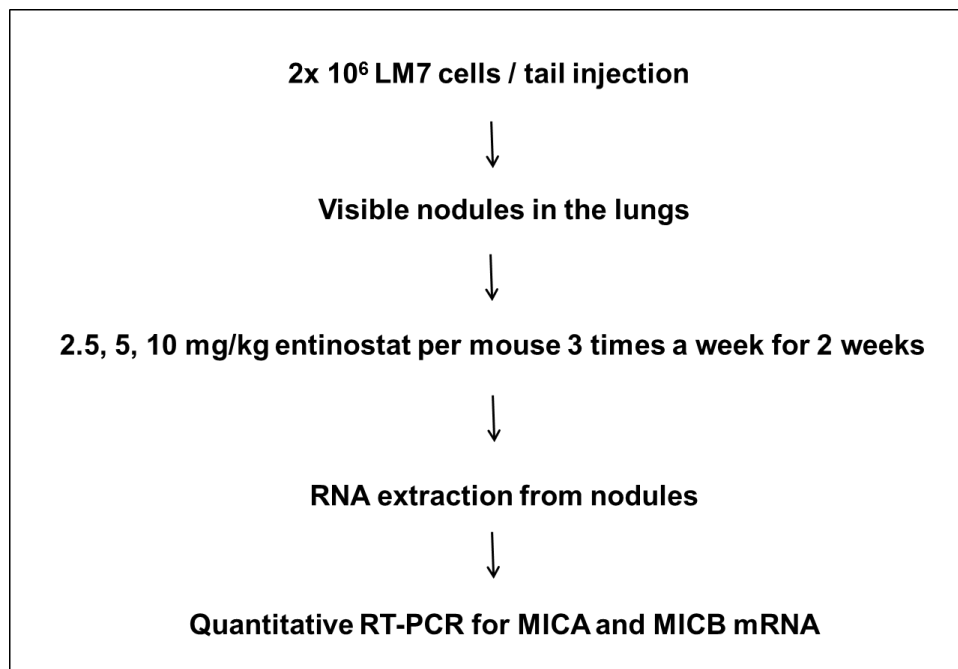 2x 10⁶ LM7 cells / tail injection
Visible nodules in the lungs
2.5, 5, 10 mg/kg entinostat per mouse 3 times a week for 2 weeks
RNA extraction from nodules
Quantitative RT-PCR for MICA and MICB mRNA